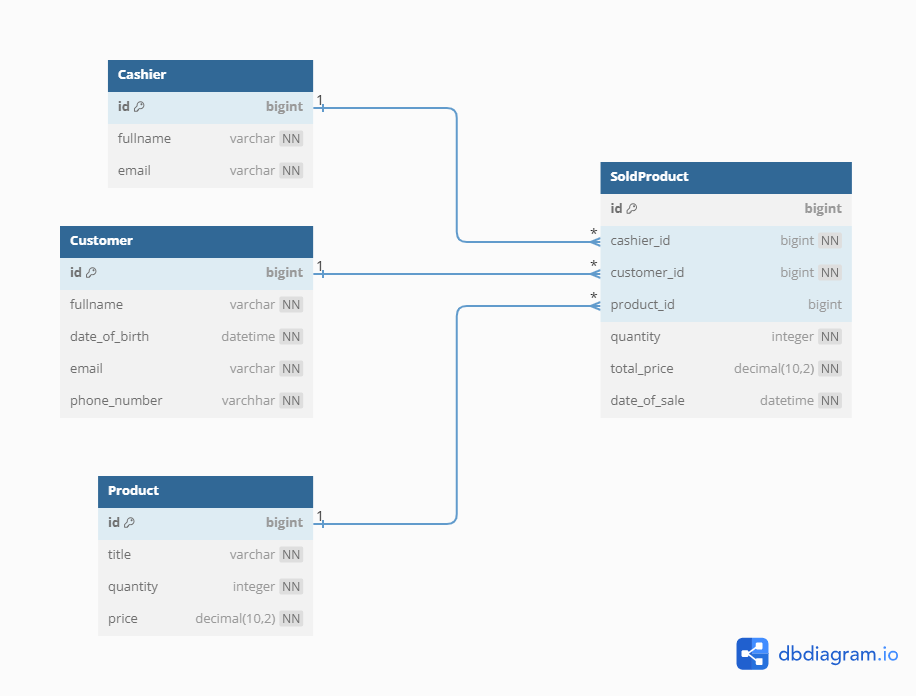 Cashier
id bigint
fullname varchar NN
email varchar NN
1
Customer
id bigint
fullname varchar NN
date_of_birth datetime NN
email varchar NN
phone_number varchhar NN
1
Product
id bigint
title varchar NN
quantity integer NN
price decimal(10,2) NN
1
SoldProduct
id bigint
* cashier_id bigint NN
* customer_id bigint NN
* product_id bigint
quantity integer NN
total_price decimal(10,2) NN
date_of_sale datetime NN
dbdiagram.io